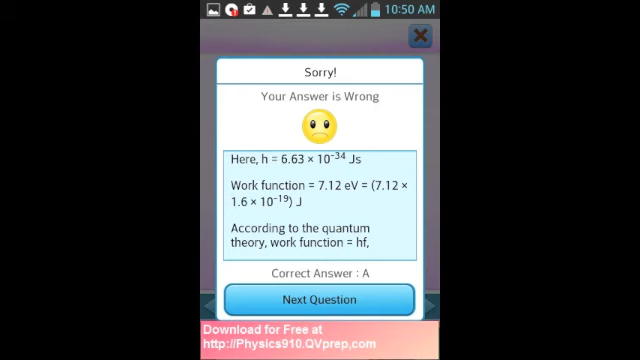 10:50 AM
Sorry!
Your Answer is Wrong
Here, h = 6.63 × 10⁻³⁴ Js
Work function = 7.12 eV = (7.12 ×
1.6 × 10⁻¹⁹) J
According to the quantum
theory, work function = hf,
Correct Answer : A
Next Question
Download for Free at
http://Physics910.QVprep.com